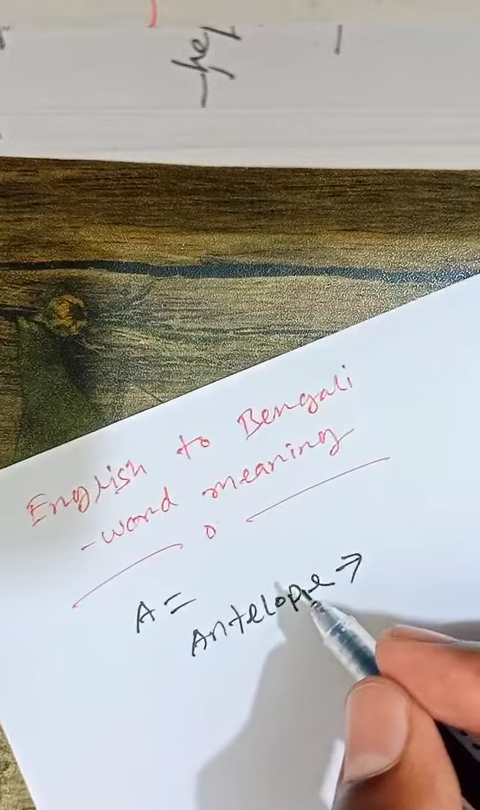 English to Bengali
-word meaning
A=
Antelope →